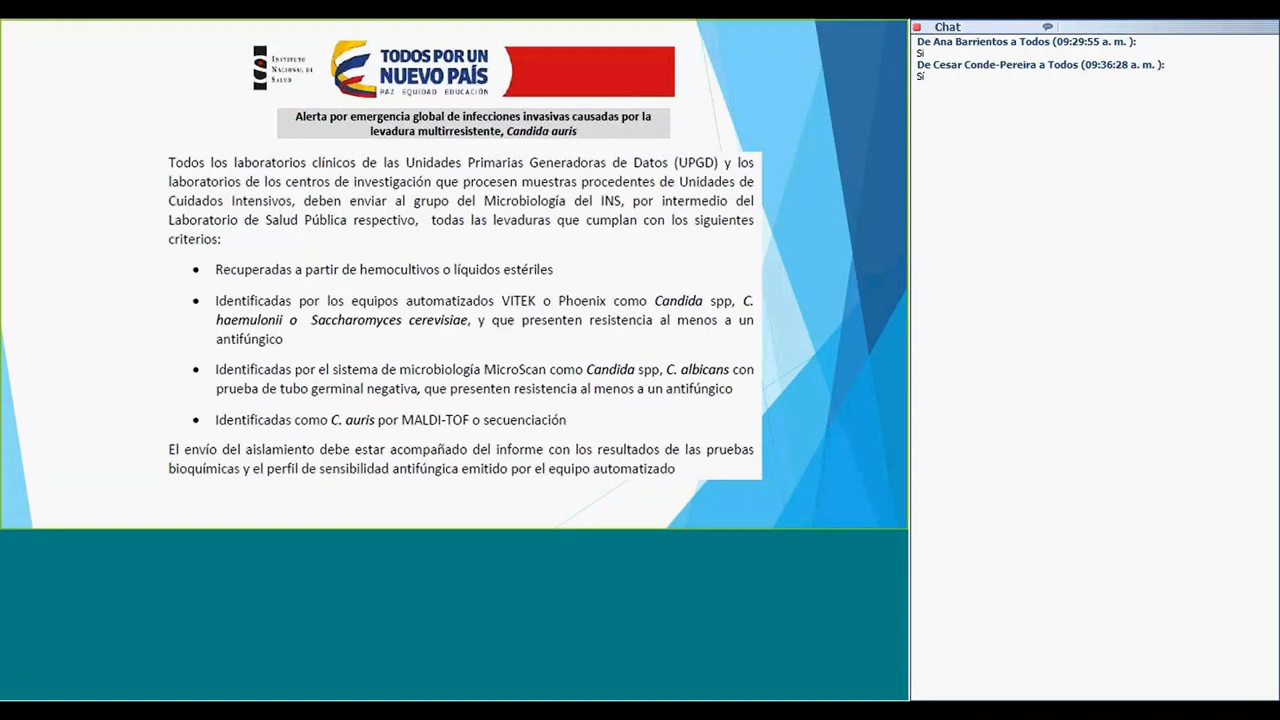 INSTITUTO
NACIONAL DE
SALUD
TODOS POR UN
NUEVO PAÍS
PAZ EQUIDAD EDUCACIÓN
Alerta por emergencia global de infecciones invasivas causadas por la
levadura multirresistente, Candida auris
Todos los laboratorios clínicos de las Unidades Primarias Generadoras de Datos (UPGD) y los
laboratorios de los centros de investigación que procesen muestras procedentes de Unidades de
Cuidados Intensivos, deben enviar al grupo del Microbiología del INS, por intermedio del
Laboratorio de Salud Pública respectivo, todas las levaduras que cumplan con los siguientes
criterios:
• Recuperadas a partir de hemocultivos o líquidos estériles
• Identificadas por los equipos automatizados VITEK o Phoenix como Candida spp, C.
haemulonii o Saccharomyces cerevisiae, y que presenten resistencia al menos a un
antifúngico
• Identificadas por el sistema de microbiología MicroScan como Candida spp, C. albicans con
prueba de tubo germinal negativa, que presenten resistencia al menos a un antifúngico
• Identificadas como C. auris por MALDI-TOF o secuenciación
El envío del aislamiento debe estar acompañado del informe con los resultados de las pruebas
bioquímicas y el perfil de sensibilidad antifúngica emitido por el equipo automatizado
Chat
De Ana Barrientos a Todos (09:29:55 a. m. ):
Si
De Cesar Conde-Pereira a Todos (09:36:28 a. m. ):
Sí